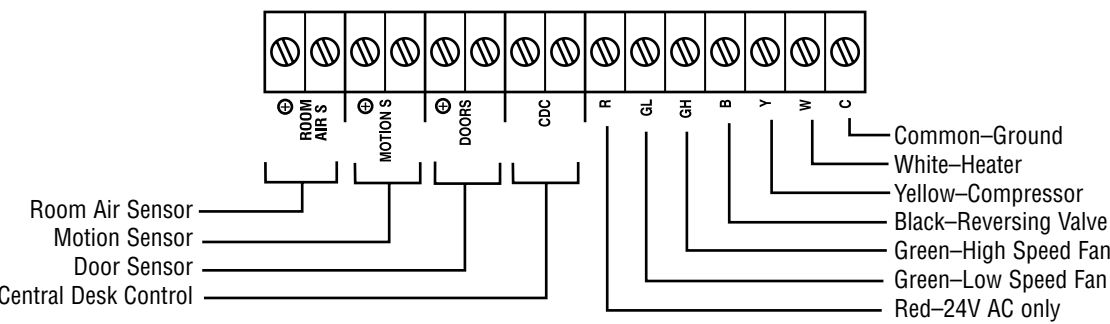 ⊕
ROOM
AIR S
⊕
MOTION S
⊕
DOORS
CDC
R
GL
GH
B
Y
W
C
Room Air Sensor
Motion Sensor
Door Sensor
Central Desk Control
Common–Ground
White–Heater
Yellow–Compressor
Black–Reversing Valve
Green–High Speed Fan
Green–Low Speed Fan
Red–24V AC only